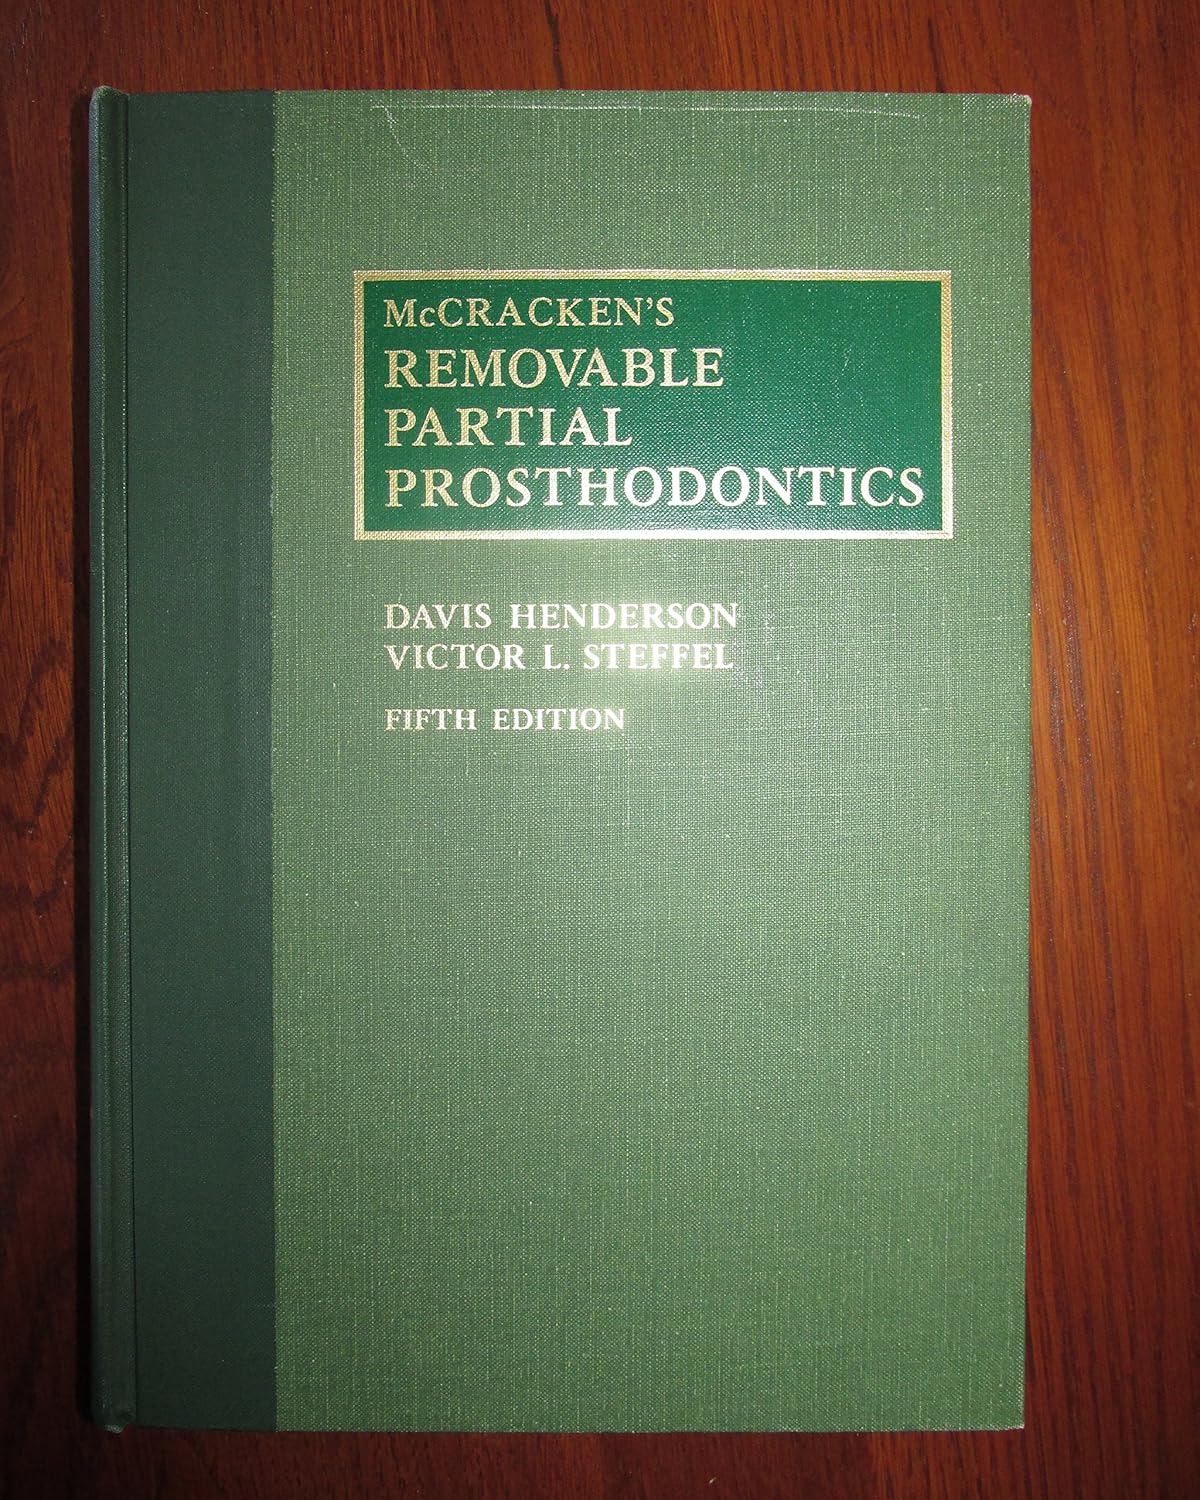 McCRACKEN'S
REMOVABLE
PARTIAL
PROSTHODONTICS
DAVIS HENDERSON
VICTOR L. STEFFEL
FIFTH EDITION